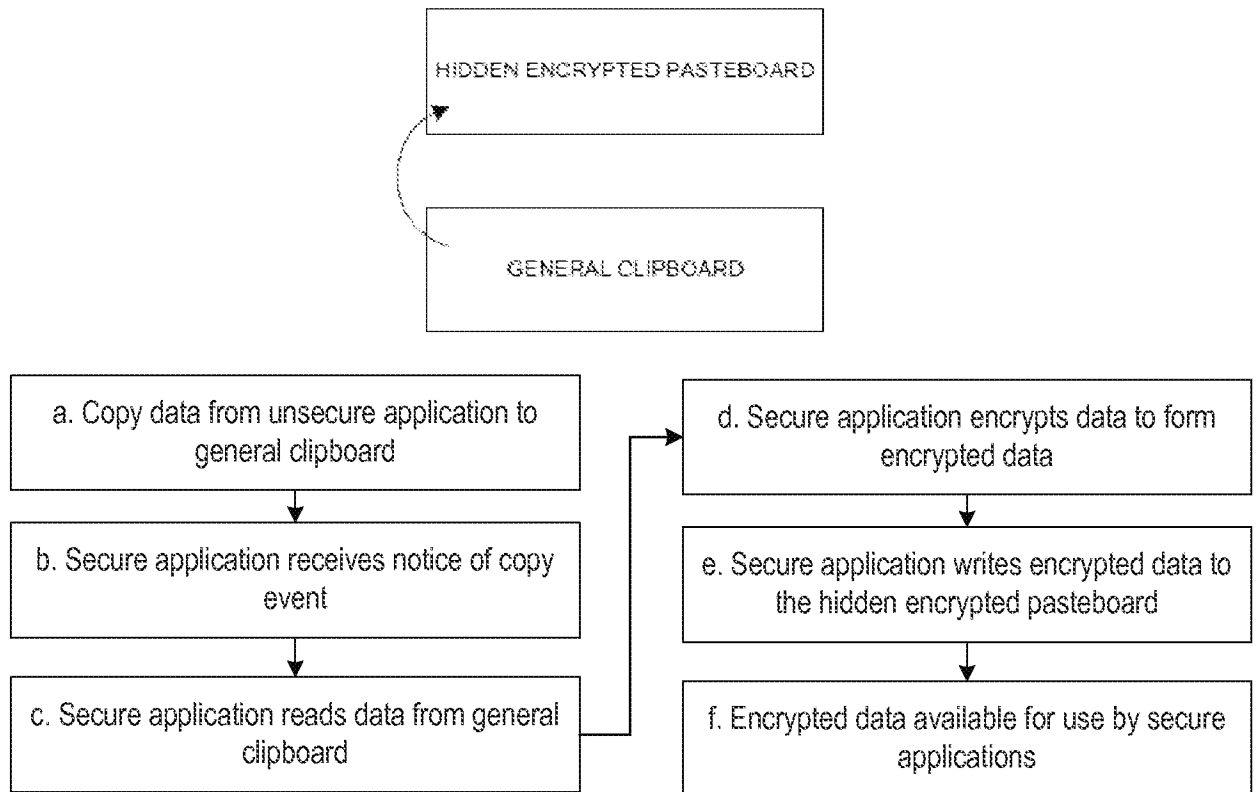 HIDDEN ENCRYPTED PASTEBOARD
GENERAL CLIPBOARD
a. Copy data from unsecure application to
general clipboard
b. Secure application receives notice of copy
event
c. Secure application reads data from general
clipboard
d. Secure application encrypts data to form
encrypted data
e. Secure application writes encrypted data to
the hidden encrypted pasteboard
f. Encrypted data available for use by secure
applications